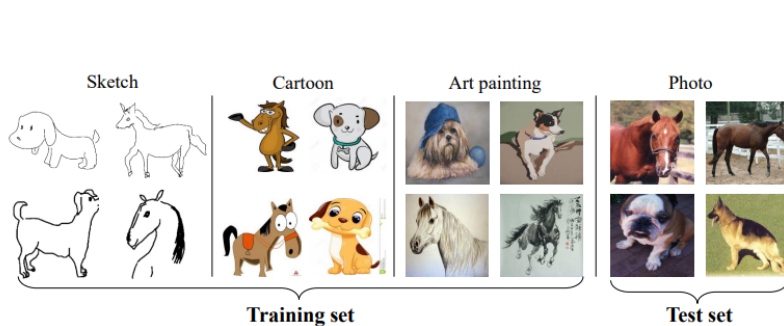 Sketch
Cartoon
Art painting
Photo
Training set
Test set